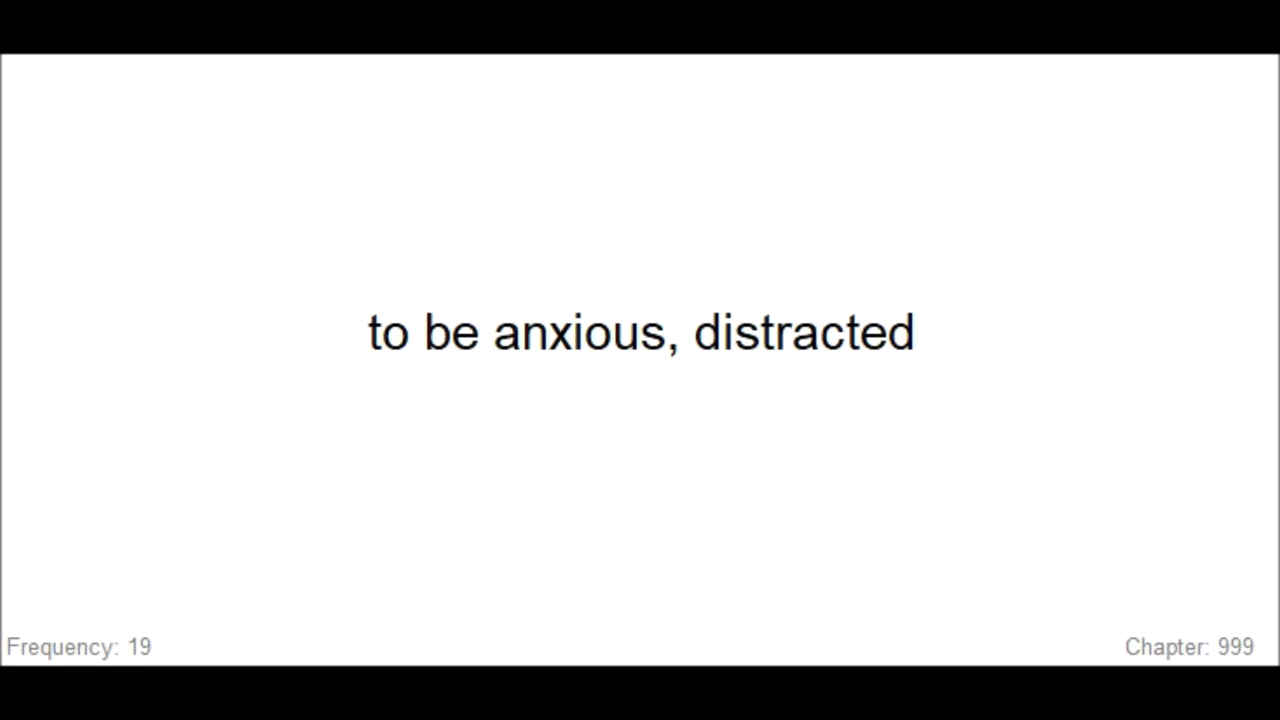 to be anxious, distracted
Frequency: 19
Chapter: 999